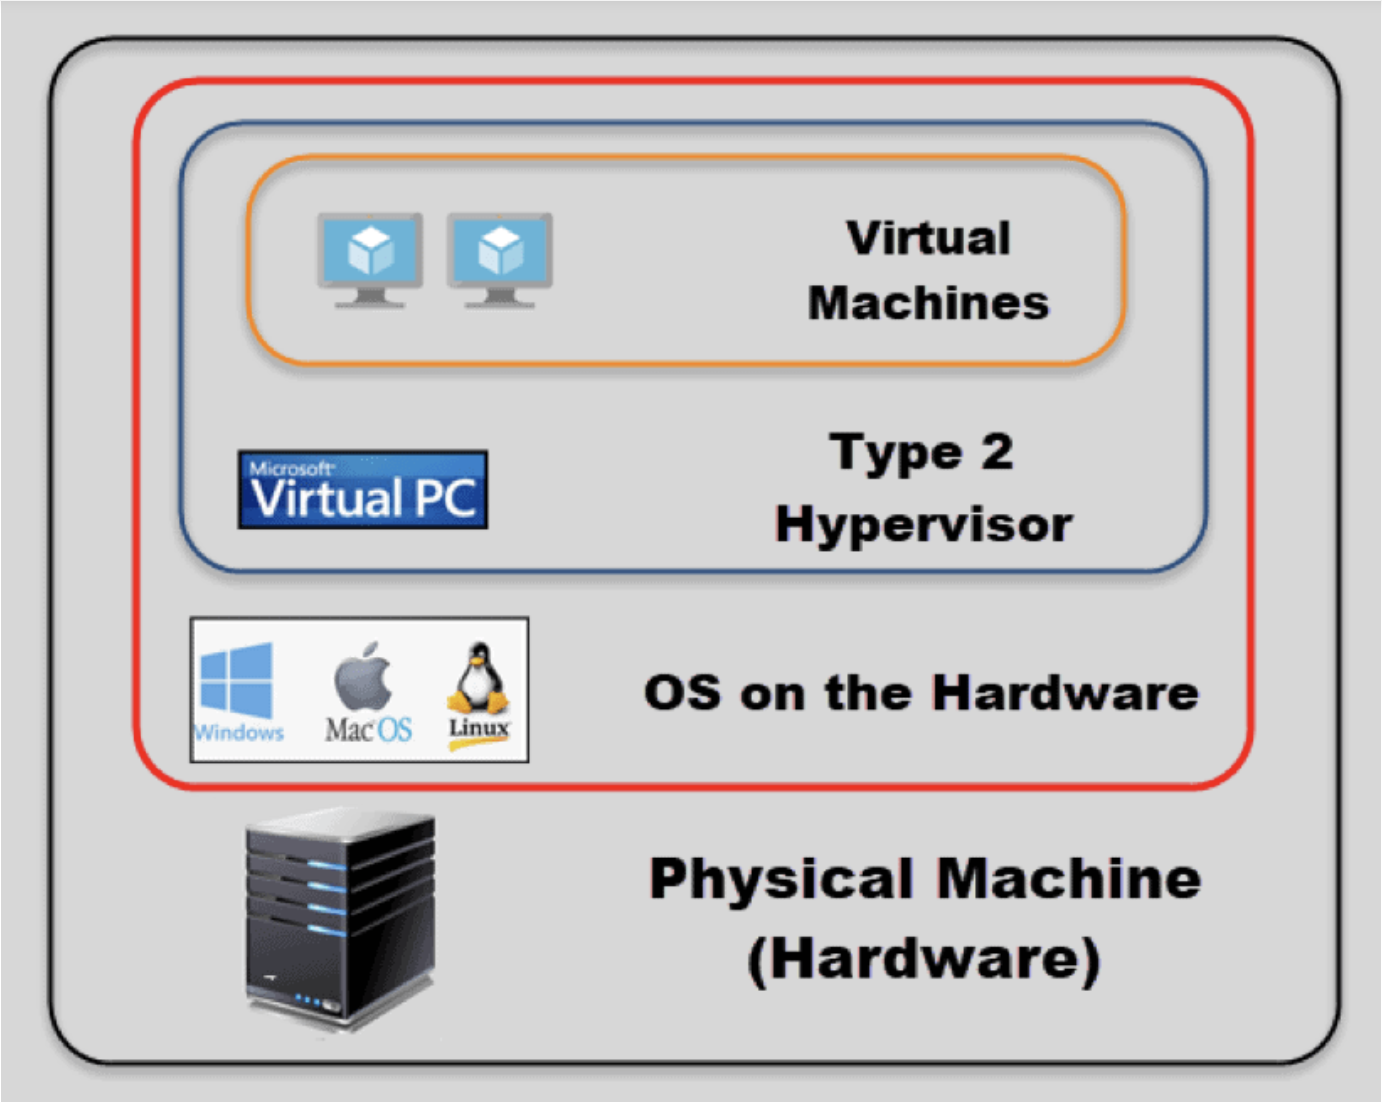 Virtual
Machines
Microsoft
Virtual PC
Type 2
Hypervisor
Windows
Mac OS
Linux
OS on the Hardware
Physical Machine
(Hardware)